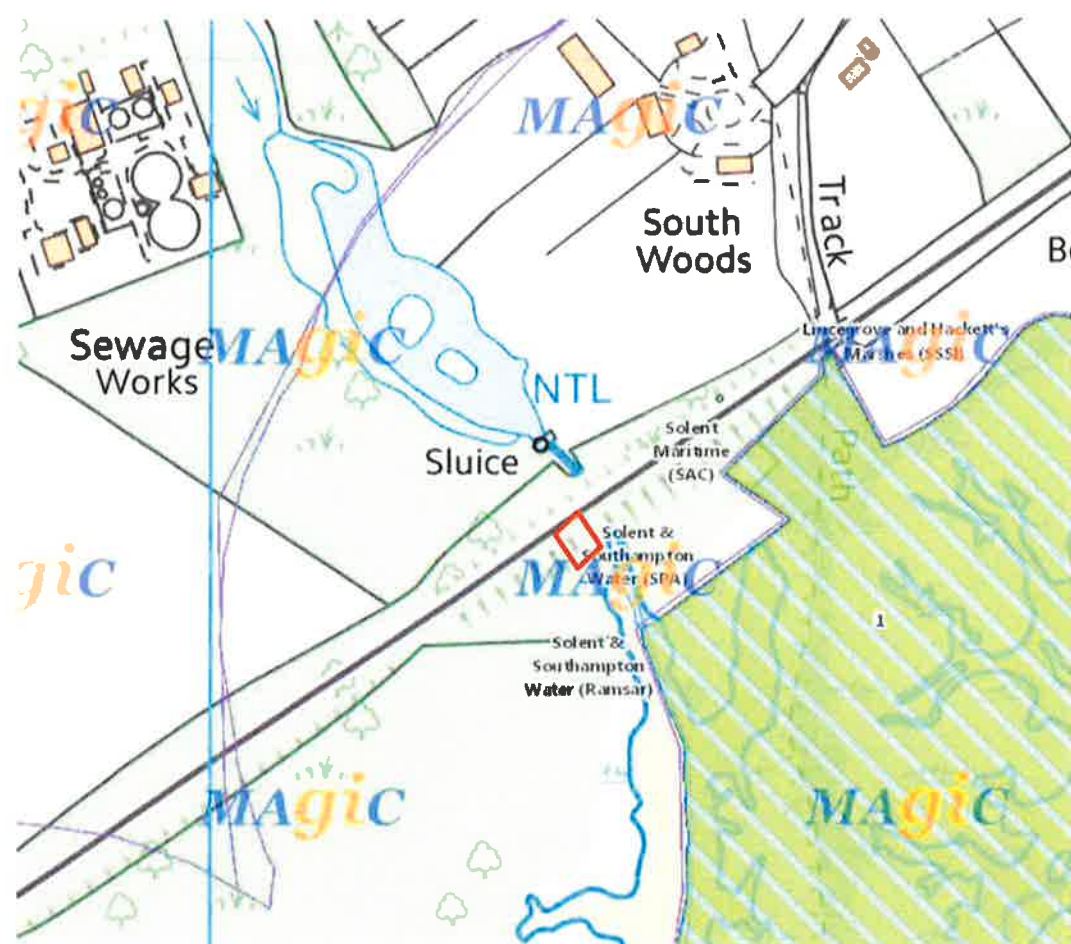 MAgiC
MAgiC
South
Woods
Track
Sewage
Works
MAgiC
Lincegrove and Hackett's
Marshes (SSSI)
MAgiC
NTL
Sluice
Solent
Maritime
(SAC)
Path
Solent &
Southampton
Water (SPA)
giC
MAgiC
1
Solent &
Southampton
Water (Ramsar)
MAgiC
MAgiC